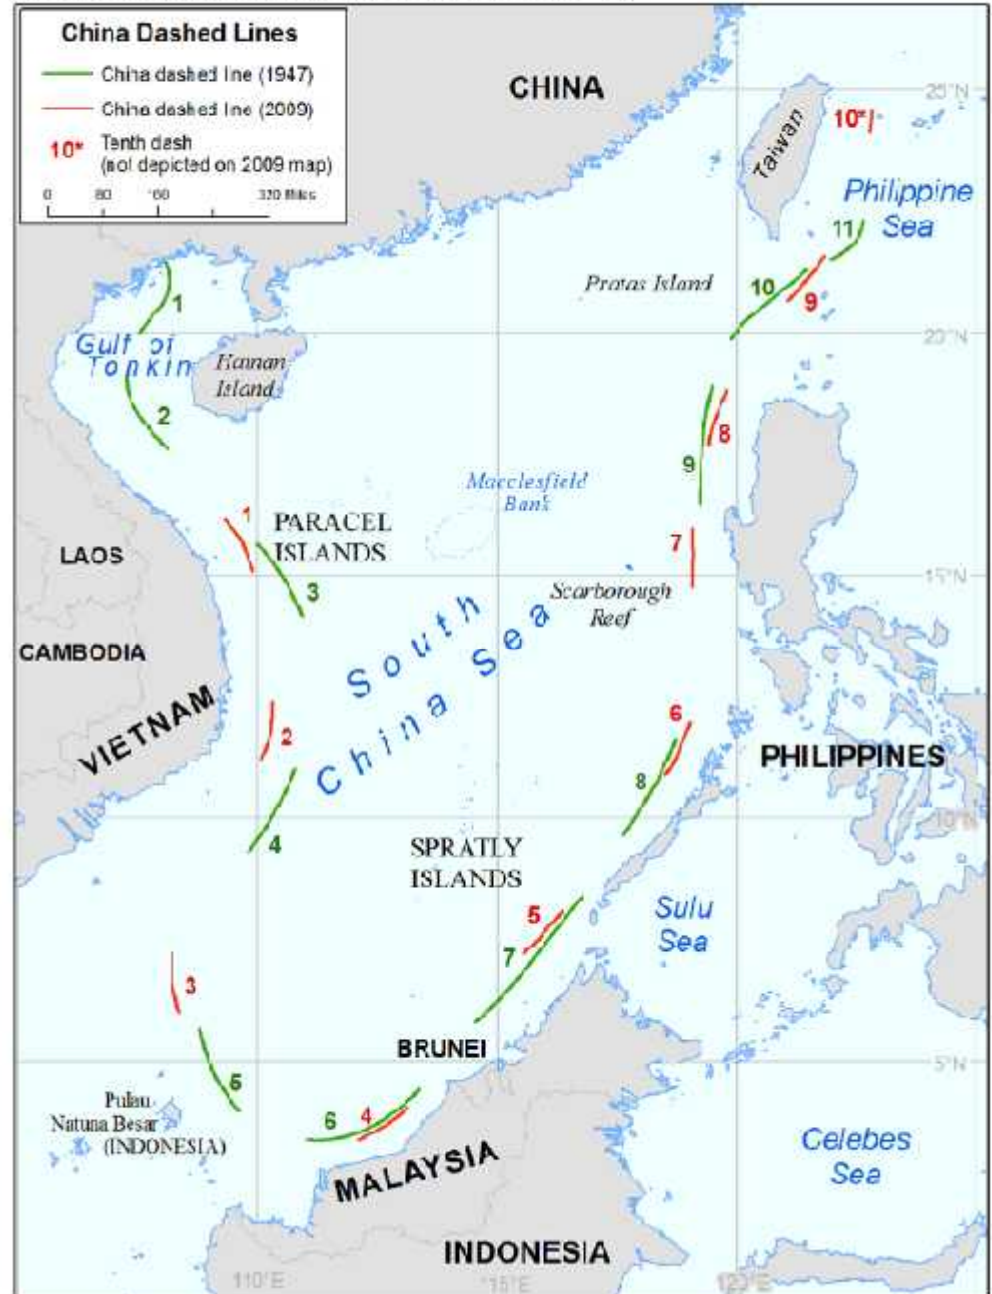 China Dashed Lines
China dashed line (1947)
China dashed line (2009)
10* Tenth dash
(not depicted on 2009 map)
0 80 160 320 Miles
CHINA
25°N
10*
Taiwan
Philippine
Sea
11
1
Pratas Island
10
9
20°N
Gulf of
Tonkin
Hainan
Island
2
8
9
Macclesfield
Bank
1
PARACEL
ISLANDS
7
LAOS
15°N
3
Scarborough
Reef
CAMBODIA
South
China Sea
VIETNAM
2
6
PHILIPPINES
8
10°N
4
SPRATLY
ISLANDS
5
Sulu
Sea
7
3
BRUNEI
5°N
5
Pulau
Natuna Besar
(INDONESIA)
6
4
Celebes
Sea
MALAYSIA
INDONESIA
110°E
115°E
120°E